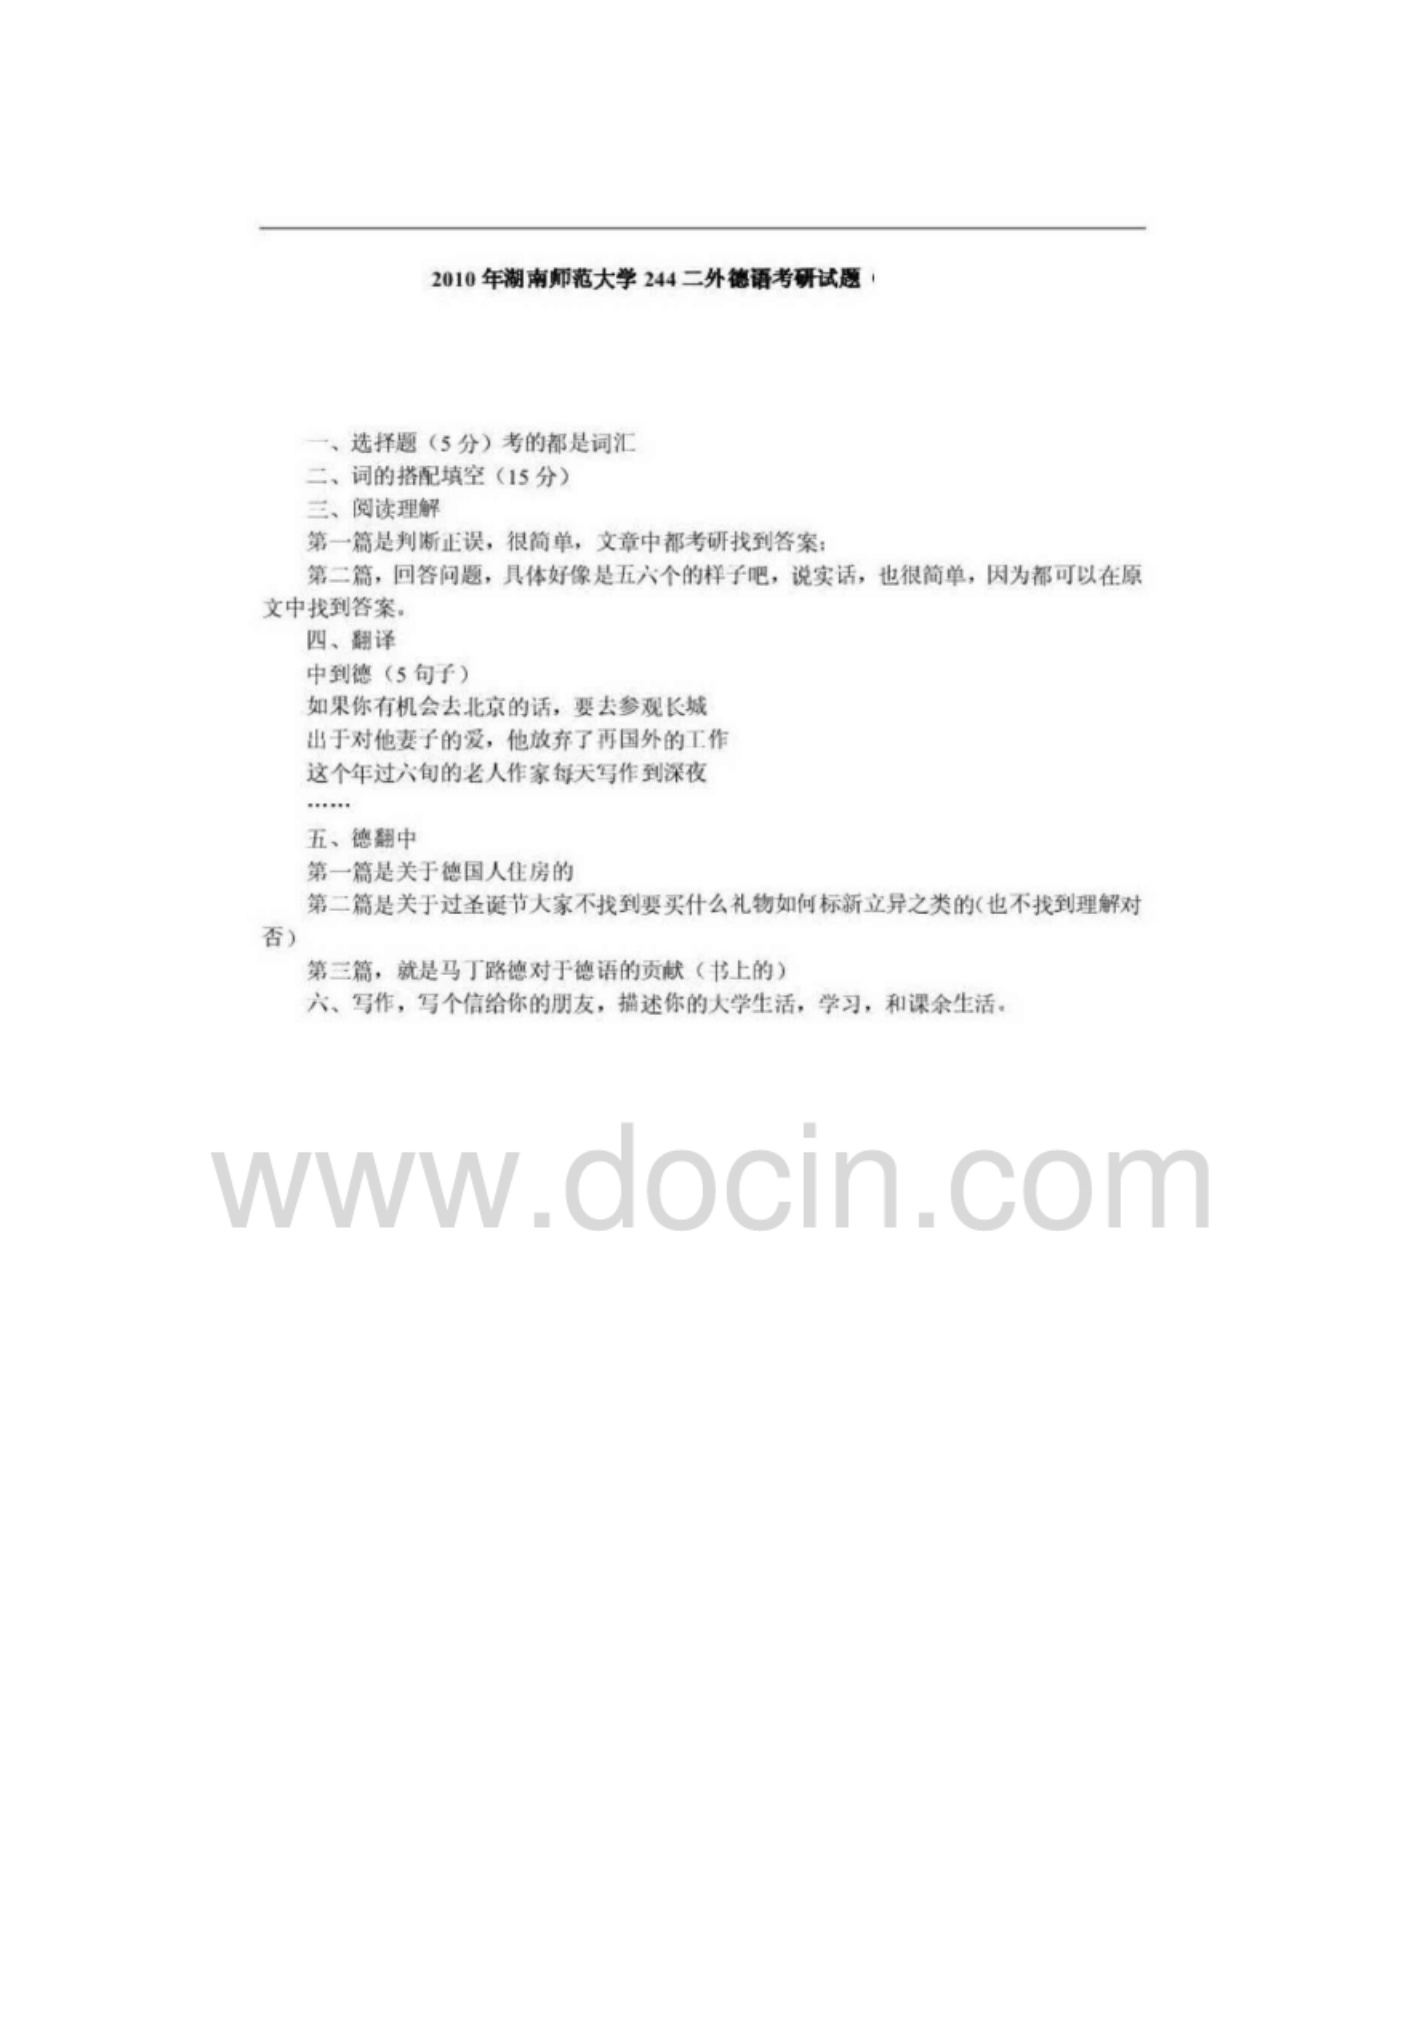 2010 年湖南师范大学 244 二外德语考研试题（
一、选择题（5 分）考的都是词汇
二、词的搭配填空（15 分）
三、阅读理解
第一篇是判断正误，很简单，文章中都考研找到答案；
第二篇，回答问题，具体好像是五六个的样子吧，说实话，也很简单，因为都可以在原
文中找到答案。
四、翻译
中到德（5 句子）
如果你有机会去北京的话，要去参观长城
出于对他妻子的爱，他放弃了再国外的工作
这个年过六旬的老人作家每天写作到深夜
……
五、德翻中
第一篇是关于德国人住房的
第二篇是关于过圣诞节大家不找到要买什么礼物如何标新立异之类的（也不找到理解对
否）
第三篇，就是马丁路德对于德语的贡献（书上的）
六、写作，写个信给你的朋友，描述你的大学生活，学习，和课余生活。
www.docin.com